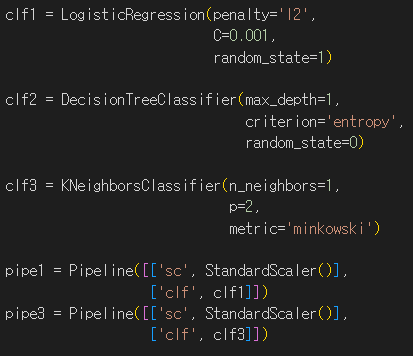 clf1 = LogisticRegression(penalty='l2',
C=0.001,
random_state=1)
clf2 = DecisionTreeClassifier(max_depth=1,
criterion='entropy',
random_state=0)
clf3 = KNeighborsClassifier(n_neighbors=1,
p=2,
metric='minkowski')
pipe1 = Pipeline([['sc', StandardScaler()],
['clf', clf1]])
pipe3 = Pipeline([['sc', StandardScaler()],
['clf', clf3]])